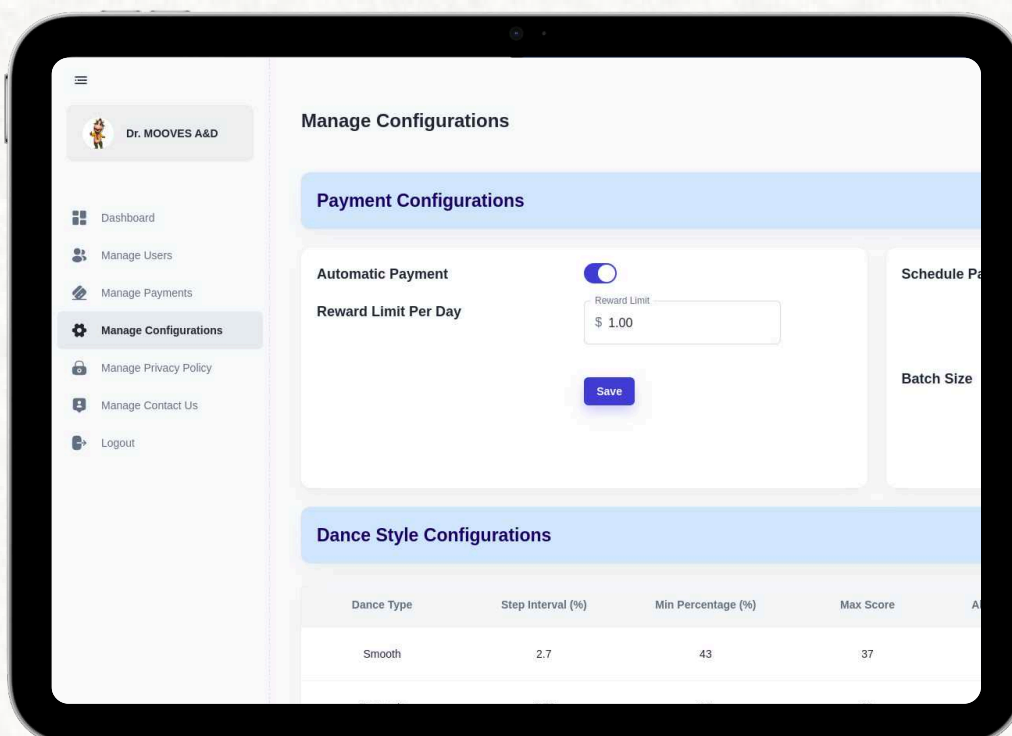 Dr. MOOVES A&D
Dashboard
Manage Users
Manage Payments
Manage Configurations
Manage Privacy Policy
Manage Contact Us
Logout
Manage Configurations
Payment Configurations
Automatic Payment
Reward Limit Per Day
Reward Limit
$ 1.00
Save
Schedule
Batch Size
Dance Style Configurations
Dance Type Step Interval (%) Min Percentage (%) Max Score
Smooth 2.7 43 37